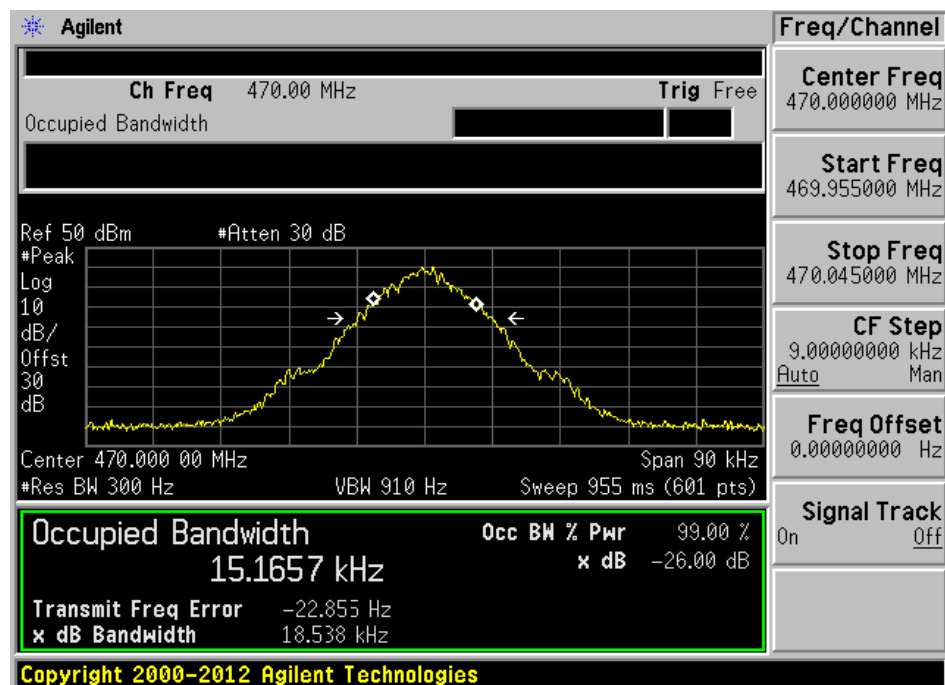 Agilent
Freq/Channel
Ch Freq 470.00 MHz Trig Free
Occupied Bandwidth
Center Freq
470.000000 MHz
Start Freq
469.955000 MHz
Stop Freq
470.045000 MHz
CF Step
9.00000000 kHz
Auto Man
Freq Offset
0.00000000 Hz
Signal Track
On Off
Ref 50 dBm #Atten 30 dB
#Peak
Log
10
dB/
Offst
30
dB
Center 470.000 00 MHz Span 90 kHz
#Res BW 300 Hz VBW 910 Hz Sweep 955 ms (601 pts)
Occupied Bandwidth Occ BW % Pwr 99.00 %
15.1657 kHz x dB -26.00 dB
Transmit Freq Error -22.855 Hz
x dB Bandwidth 18.538 kHz
Copyright 2000-2012 Agilent Technologies